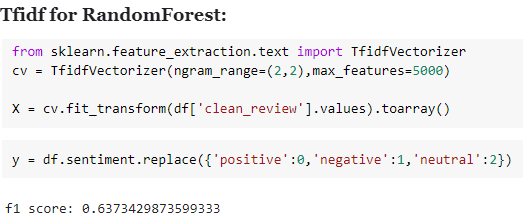 Tfidf for RandomForest:
from sklearn.feature_extraction.text import TfidfVectorizer
cv = TfidfVectorizer(ngram_range=(2,2),max_features=5000)
X = cv.fit_transform(df['clean_review'].values).toarray()
y = df.sentiment.replace({'positive':0,'negative':1,'neutral':2})
f1 score: 0.6373429873599333